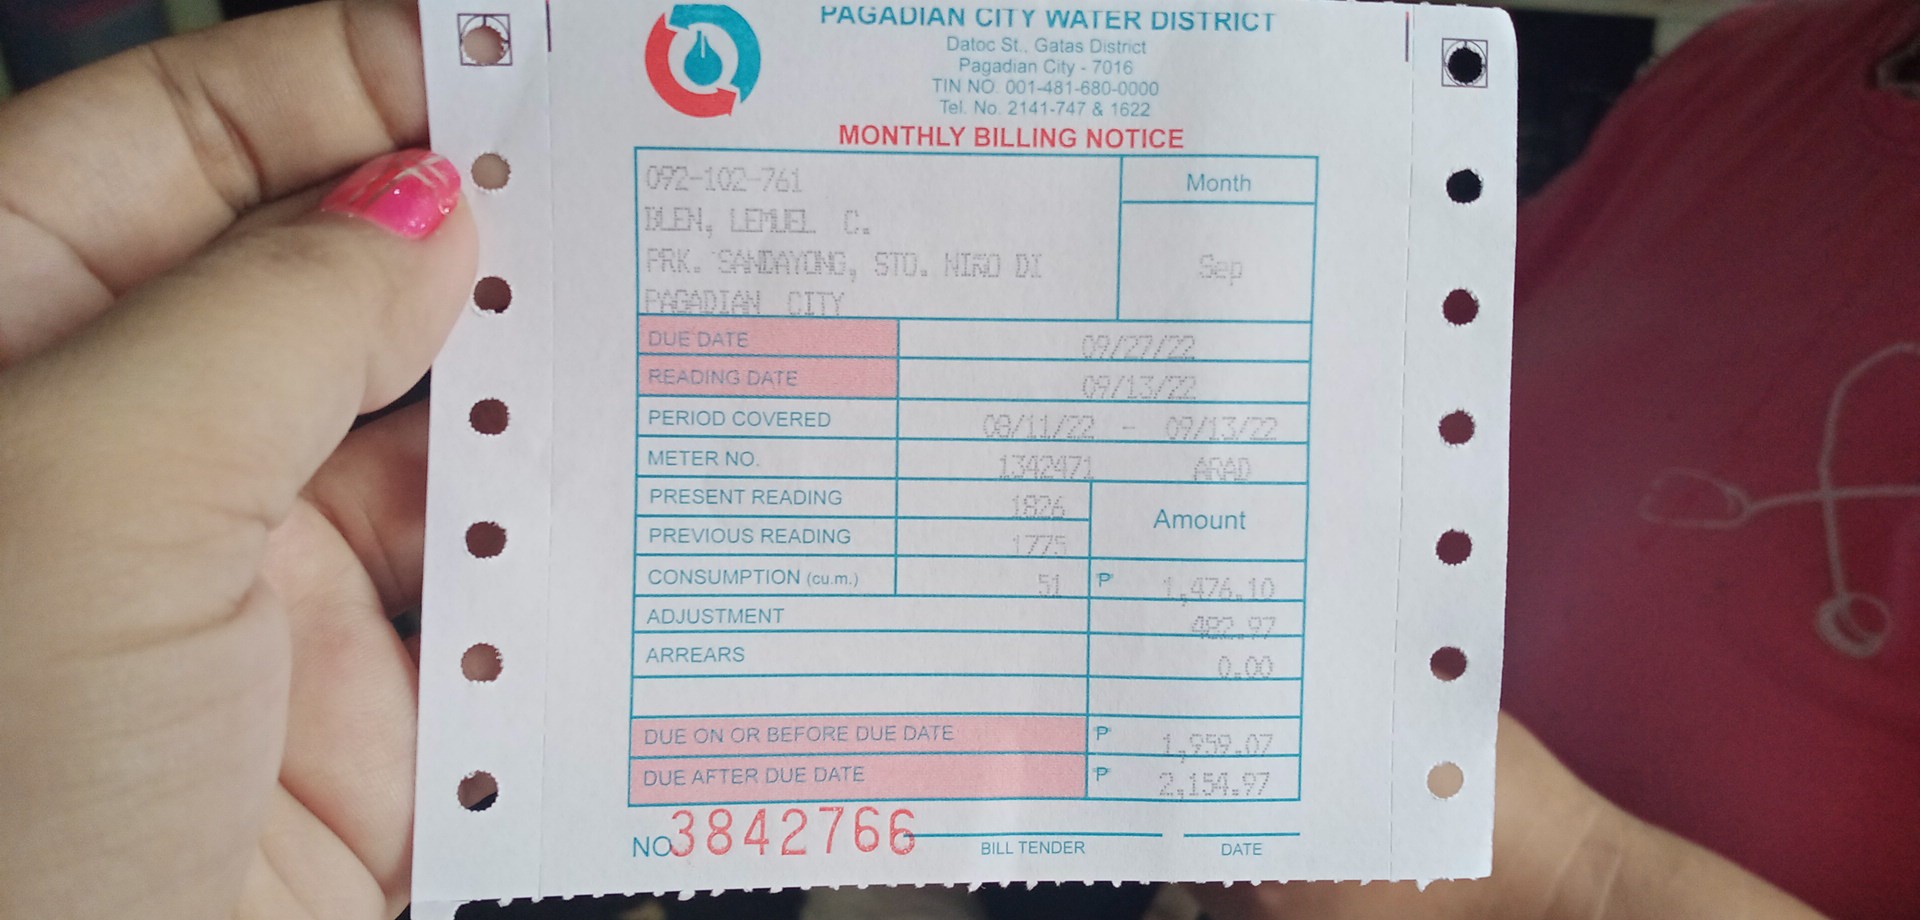 PAGADIAN CITY WATER DISTRICT
Datoc St., Gatas District
Pagadian City - 7016
TIN NO. 001-481-680-0000
Tel. No. 2141-747 & 1622
MONTHLY BILLING NOTICE
092-102-761
BLEN, LEMUEL C.
PRK. SANDAYONG, STO. NIÑO DI
PAGADIAN CITY
Month
Sep
DUE DATE 09/27/22
READING DATE 09/13/22
PERIOD COVERED 08/11/22 - 09/13/22
METER NO. 1342471 ARAD
PRESENT READING 1826
PREVIOUS READING 1775
Amount
CONSUMPTION (cu.m.) 51 ₱ 1,476.10
ADJUSTMENT 482.97
ARREARS 0.00
DUE ON OR BEFORE DUE DATE ₱ 1,959.07
DUE AFTER DUE DATE ₱ 2,154.97
NO 3842766
BILL TENDER DATE